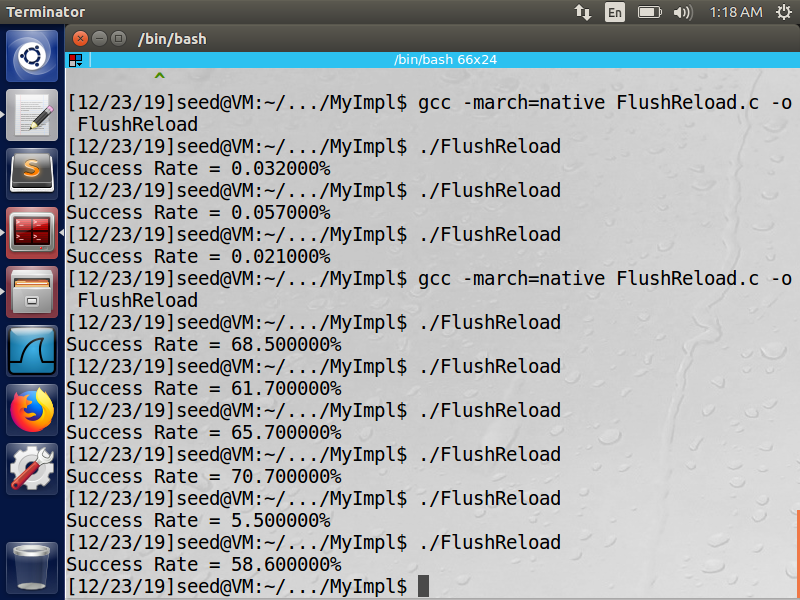 Terminator
En
1:18 AM
/bin/bash
/bin/bash 66x24
^
[12/23/19]seed@VM:~/.../MyImpl$ gcc -march=native FlushReload.c -o
 FlushReload
[12/23/19]seed@VM:~/.../MyImpl$ ./FlushReload
Success Rate = 0.032000%
[12/23/19]seed@VM:~/.../MyImpl$ ./FlushReload
Success Rate = 0.057000%
[12/23/19]seed@VM:~/.../MyImpl$ ./FlushReload
Success Rate = 0.021000%
[12/23/19]seed@VM:~/.../MyImpl$ gcc -march=native FlushReload.c -o
 FlushReload
[12/23/19]seed@VM:~/.../MyImpl$ ./FlushReload
Success Rate = 68.500000%
[12/23/19]seed@VM:~/.../MyImpl$ ./FlushReload
Success Rate = 61.700000%
[12/23/19]seed@VM:~/.../MyImpl$ ./FlushReload
Success Rate = 65.700000%
[12/23/19]seed@VM:~/.../MyImpl$ ./FlushReload
Success Rate = 70.700000%
[12/23/19]seed@VM:~/.../MyImpl$ ./FlushReload
Success Rate = 5.500000%
[12/23/19]seed@VM:~/.../MyImpl$ ./FlushReload
Success Rate = 58.600000%
[12/23/19]seed@VM:~/.../MyImpl$